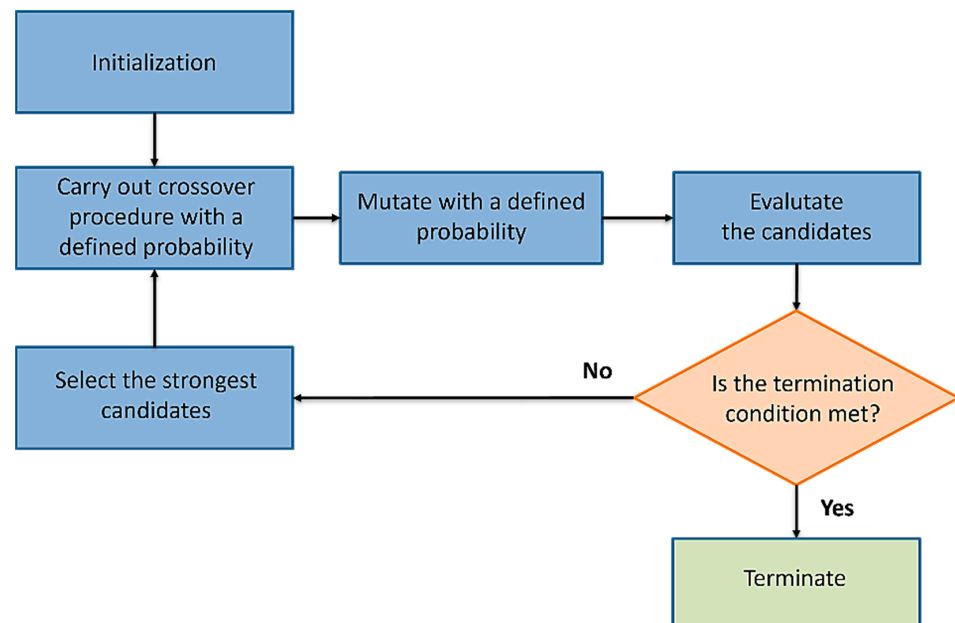 Initialization
Carry out crossover
procedure with a
defined probability
Mutate with a defined
probability
Evalutate
the candidates
Select the strongest
candidates
No
Is the termination
condition met?
Yes
Terminate